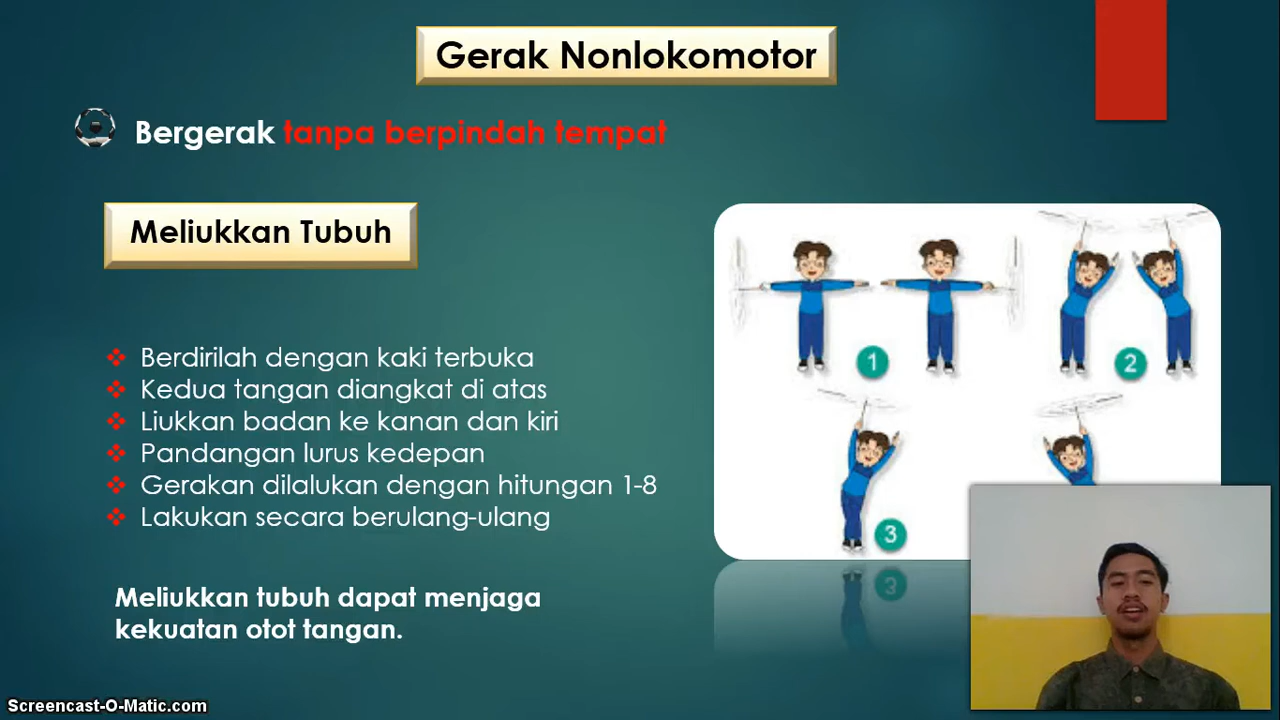 Gerak Nonlokomotor
Bergerak tanpa berpindah tempat
Meliukkan Tubuh
Berdirilah dengan kaki terbuka
Kedua tangan diangkat di atas
Liukkan badan ke kanan dan kiri
Pandangan lurus kedepan
Gerakan dilalukan dengan hitungan 1-8
Lakukan secara berulang-ulang
Meliukkan tubuh dapat menjaga
kekuatan otot tangan.
1
2
3
3
Screencast-O-Matic.com